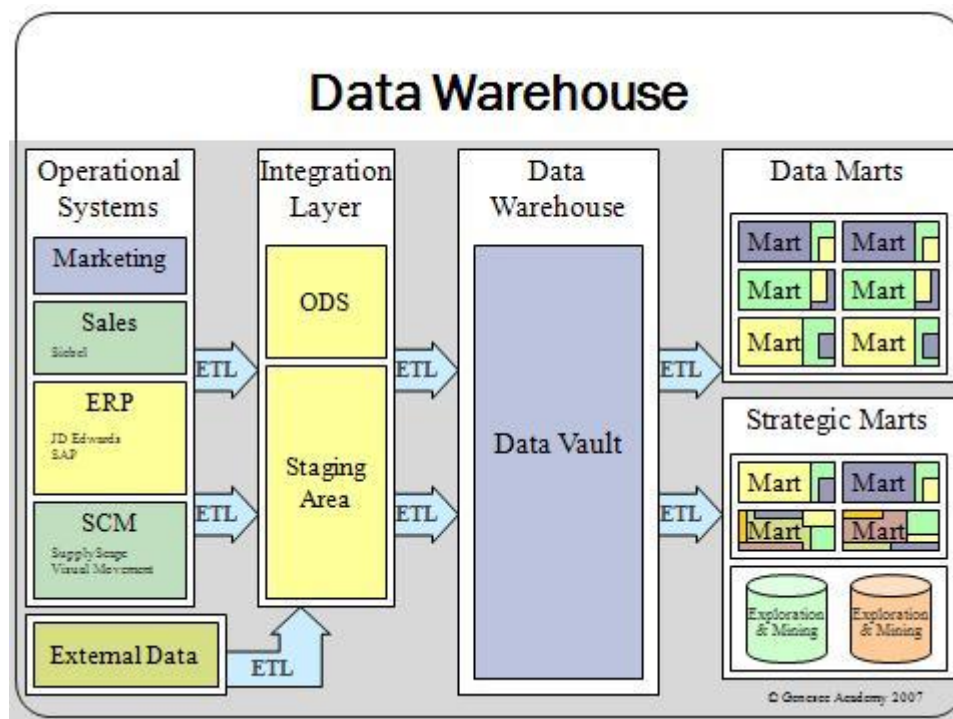 Data Warehouse
Operational
Systems
Marketing
Sales
Siebel
ERP
JD Edwards
SAP
SCM
SupplyScape
Visual Movement
External Data
ETL
ETL
ETL
Integration
Layer
ODS
Staging
Area
ETL
ETL
Data
Warehouse
Data Vault
ETL
ETL
Data Marts
Mart
Mart
Mart
Mart
Mart
Mart
Strategic Marts
Mart
Mart
Mart
Mart
Exploration
& Mining
Exploration
& Mining
© Genesee Academy 2007